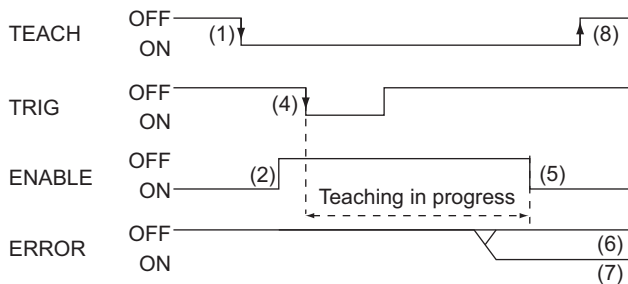 TEACH OFF ON (1) (8)
TRIG OFF ON (4)
ENABLE OFF ON (2) (5)
Teaching in progress
ERROR OFF ON (6) (7)